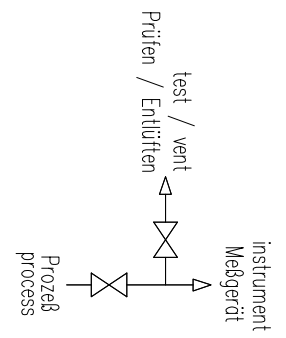 Prüfen / Entlüften
test / vent
instrument
Meßgerät
Prozeß
process